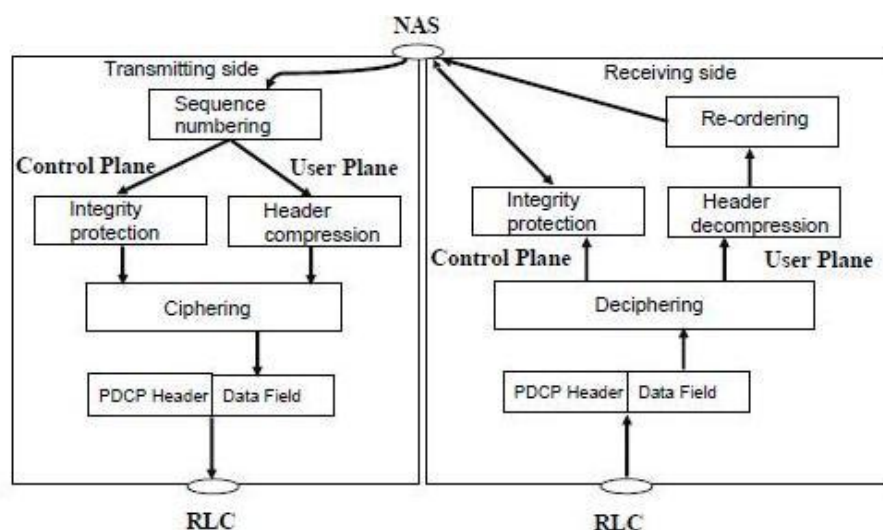 NAS
Transmitting side
Sequence
numbering
Control Plane
User Plane
Integrity
protection
Header
compression
Ciphering
PDCP Header
Data Field
RLC
Receiving side
Re-ordering
Integrity
protection
Header
decompression
Control Plane
User Plane
Deciphering
PDCP Header
Data Field
RLC